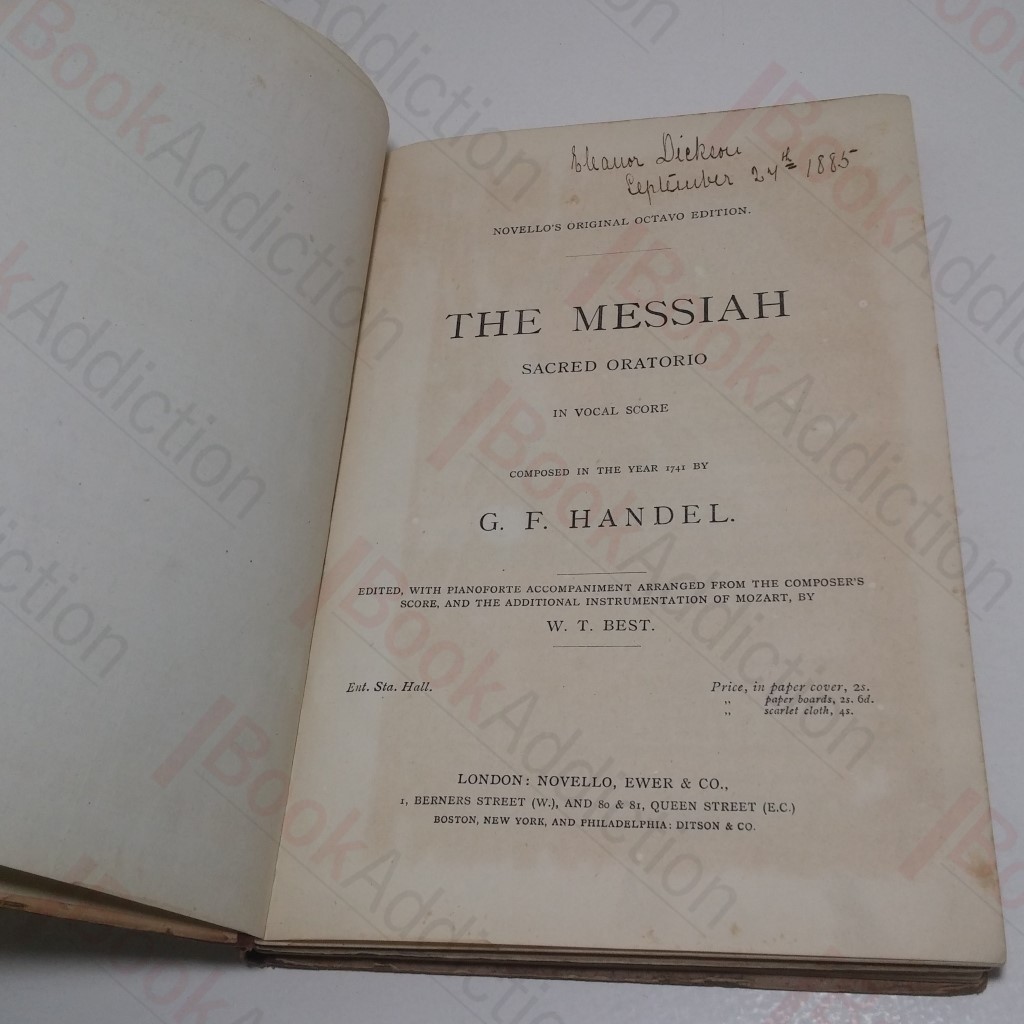 Eleanor Dickson
September 27th 1885
NOVELLO'S ORIGINAL OCTAVO EDITION.
THE MESSIAH
SACRED ORATORIO
IN VOCAL SCORE
COMPOSED IN THE YEAR 1741 BY
G. F. HANDEL.
EDITED, WITH PIANOFORTE ACCOMPANIMENT ARRANGED FROM THE COMPOSER'S
SCORE, AND THE ADDITIONAL INSTRUMENTATION OF MOZART, BY
W. T. BEST.
Ent. Sta. Hall.
Price, in paper cover, 2s.
„ paper boards, 2s. 6d.
„ scarlet cloth, 4s.
LONDON: NOVELLO, EWER & CO.,
1, BERNERS STREET (W.), AND 80 & 81, QUEEN STREET (E.C.)
BOSTON, NEW YORK, AND PHILADELPHIA: DITSON & CO.
BookAddiction